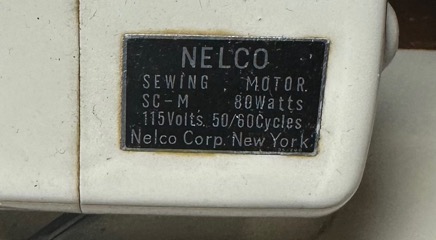 NELCO
SEWING MOTOR.
SC-M 80Watts
115Volts. 50/60Cycles
Nelco Corp. New York